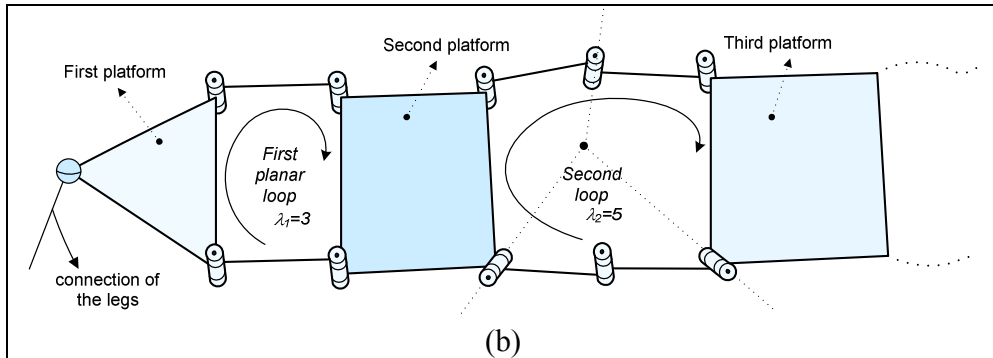 Second platform
Third platform
First platform
First
planar
loop
λ₁=3
Second
loop
λ₂=5
connection of
the legs
(b)